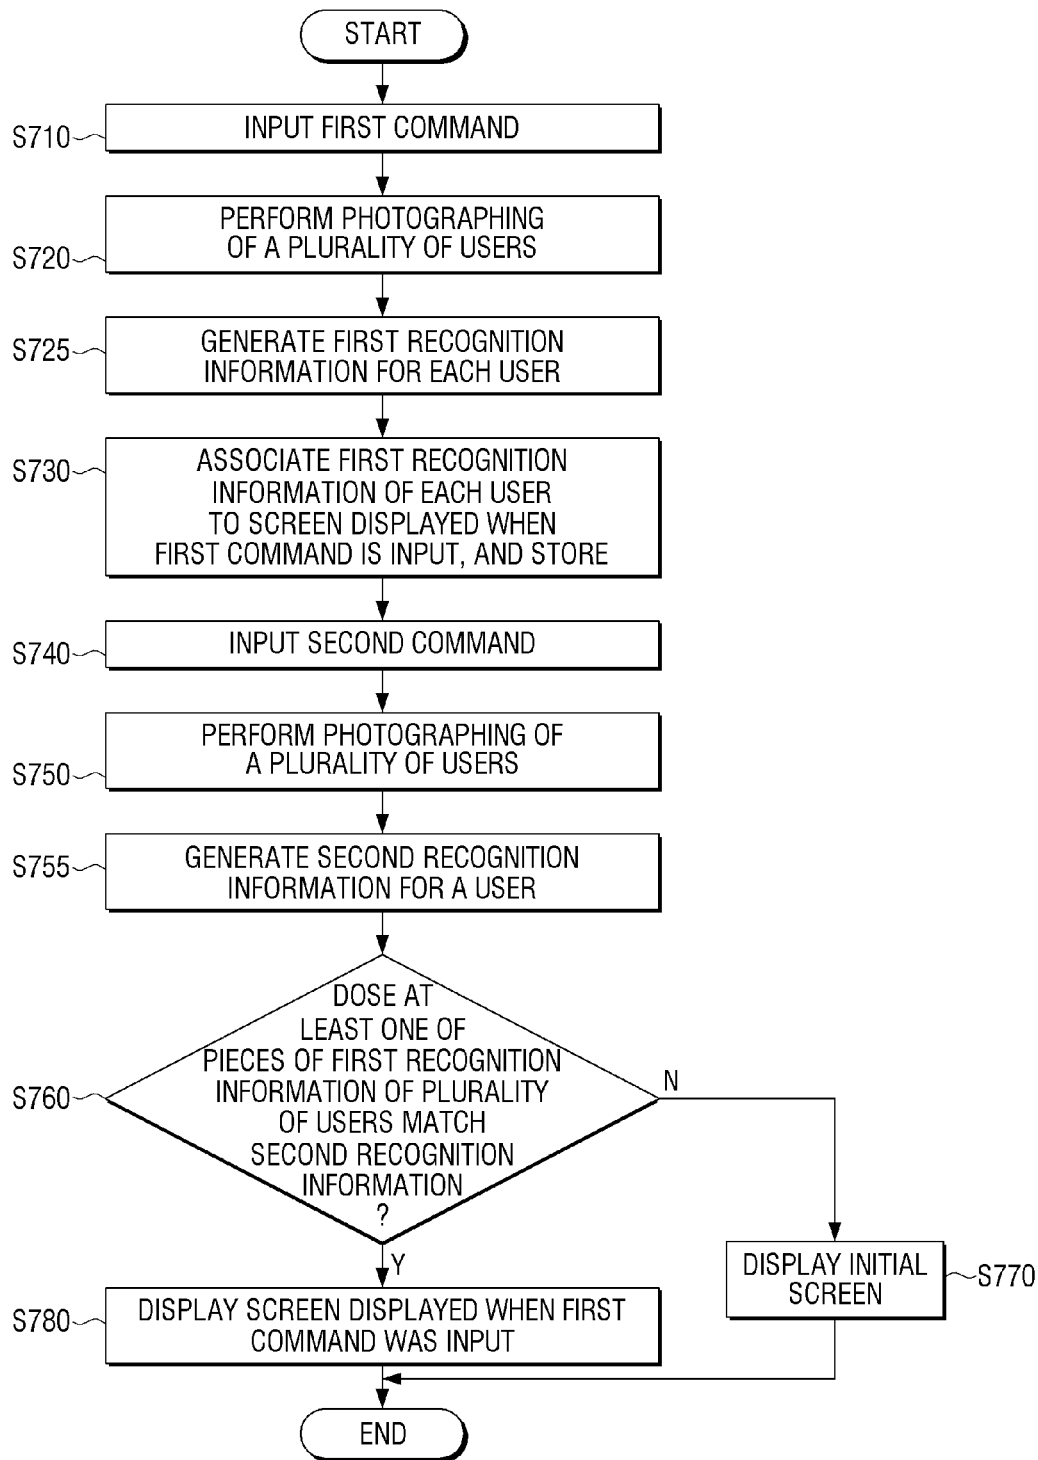 START
S710
INPUT FIRST COMMAND
S720
PERFORM PHOTOGRAPHING
OF A PLURALITY OF USERS
S725
GENERATE FIRST RECOGNITION
INFORMATION FOR EACH USER
S730
ASSOCIATE FIRST RECOGNITION
INFORMATION OF EACH USER
TO SCREEN DISPLAYED WHEN
FIRST COMMAND IS INPUT, AND STORE
S740
INPUT SECOND COMMAND
S750
PERFORM PHOTOGRAPHING OF
A PLURALITY OF USERS
S755
GENERATE SECOND RECOGNITION
INFORMATION FOR A USER
S760
DOSE AT
LEAST ONE OF
PIECES OF FIRST RECOGNITION
INFORMATION OF PLURALITY
OF USERS MATCH
SECOND RECOGNITION
INFORMATION
?
N
Y
DISPLAY INITIAL
SCREEN
S770
S780
DISPLAY SCREEN DISPLAYED WHEN FIRST
COMMAND WAS INPUT
END